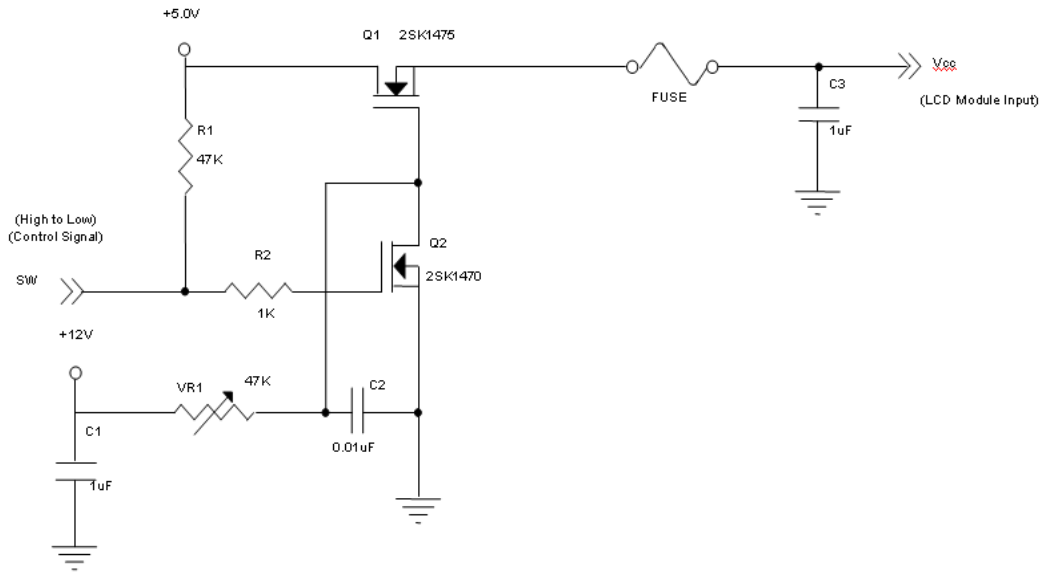 +5.0V
Q1 2SK1475
Vcc
FUSE
C3
(LCD Module Input)
R1
1uF
47K
(High to Low)
(Control Signal)
Q2
R2
SW
2SK1470
1K
+12V
VR1
47K
C2
C1
0.01uF
1uF